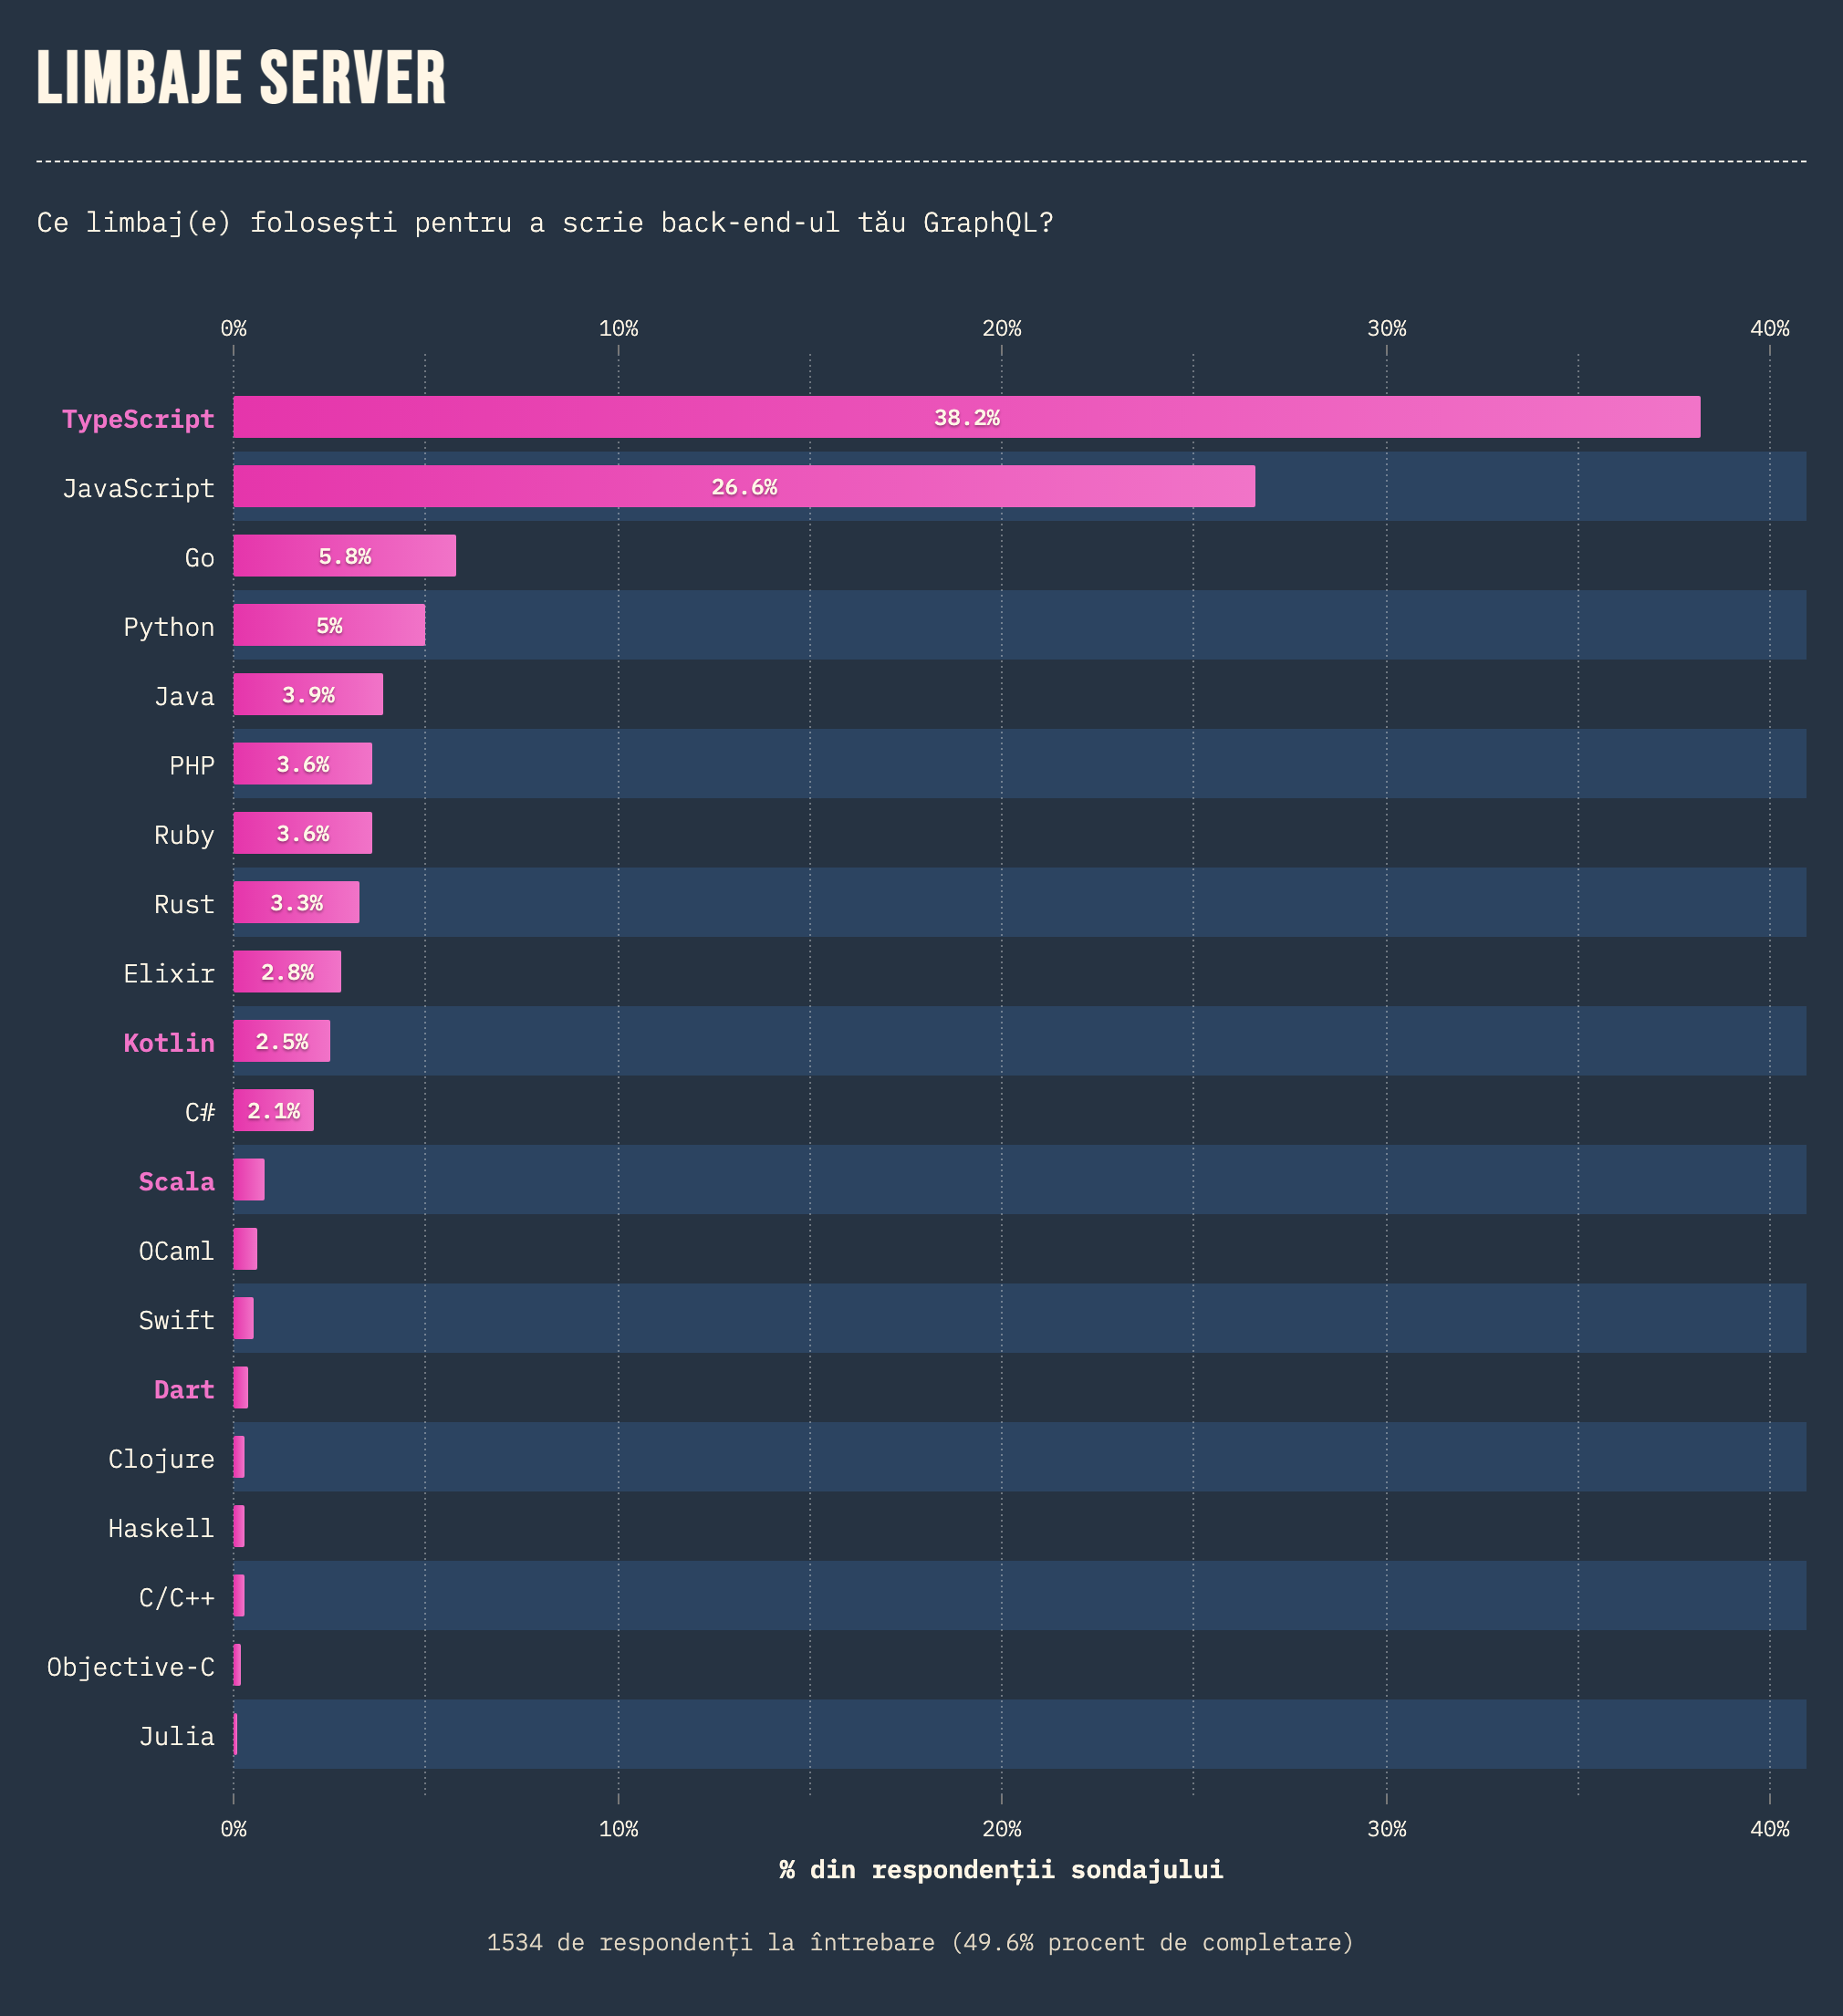 LIMBAJE SERVER
Ce limbaj(e) folosești pentru a scrie back-end-ul tău GraphQL?
0% 10% 20% 30% 40%
TypeScript 38.2%
JavaScript 26.6%
Go 5.8%
Python 5%
Java 3.9%
PHP 3.6%
Ruby 3.6%
Rust 3.3%
Elixir 2.8%
Kotlin 2.5%
C# 2.1%
Scala
OCaml
Swift
Dart
Clojure
Haskell
C/C++
Objective-C
Julia
0% 10% 20% 30% 40%
% din respondenții sondajului
1534 de respondenți la întrebare (49.6% procent de completare)